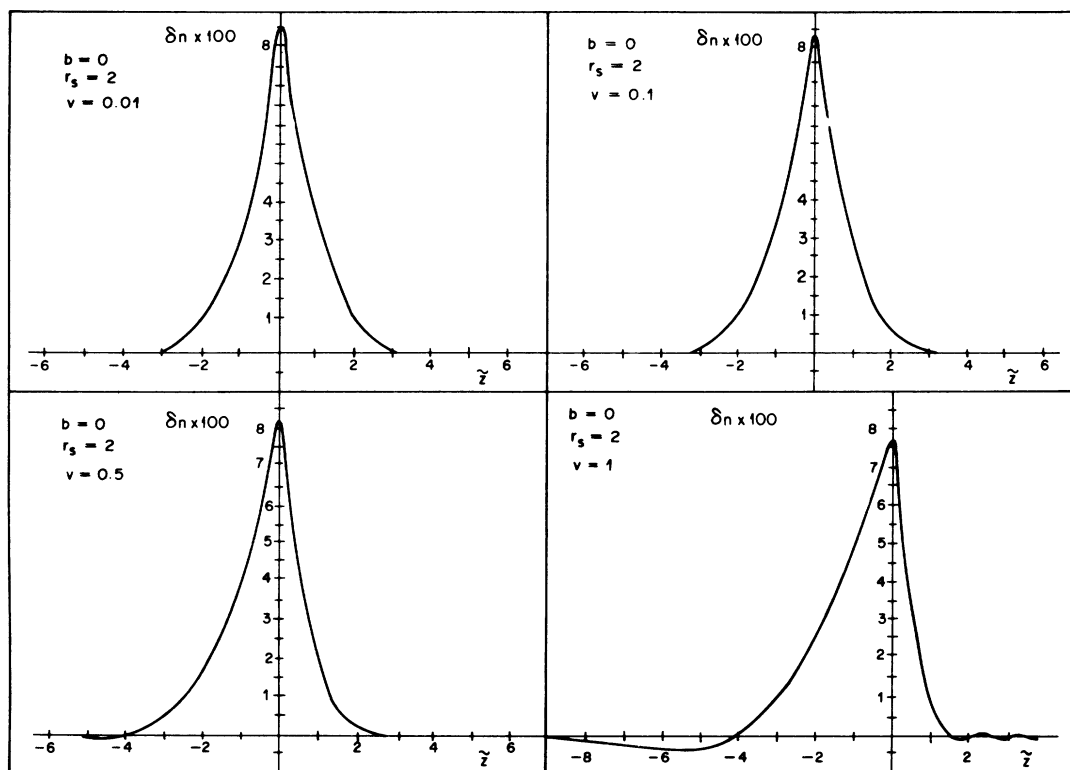 δn x 100
b = 0
r_s = 2
v = 0.01
8
4
3
2
1
-6 -4 -2 2 4 6
z̃
δn x 100
b = 0
r_s = 2
v = 0.1
8
4
3
2
1
-6 -4 -2 2 4 6
z̃
δn x 100
b = 0
r_s = 2
v = 0.5
8
7
6
5
4
3
2
1
-6 -4 -2 2 4 6
z̃
δn x 100
b = 0
r_s = 2
v = 1
8
7
6
5
4
3
2
1
-8 -6 -4 -2 2 4
z̃